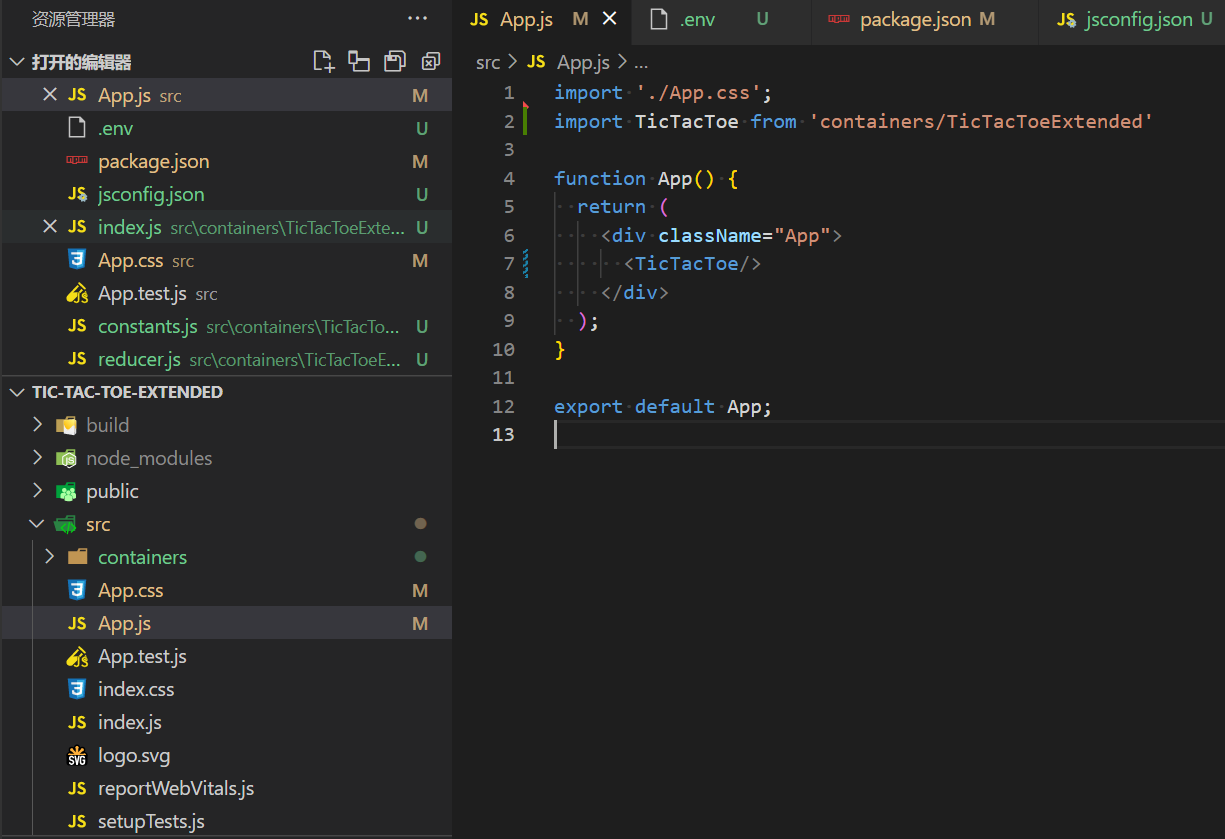 资源管理器 ···
打开的编辑器
JS App.js src M
.env U
package.json M
JS jsconfig.json U
JS index.js src\containers\TicTacToeExte... U
App.css src M
App.test.js src
JS constants.js src\containers\TicTacTo... U
JS reducer.js src\containers\TicTacToeE... U
TIC-TAC-TOE-EXTENDED
build
node_modules
public
src
containers
App.css M
JS App.js M
App.test.js
index.css
JS index.js
SVG logo.svg
JS reportWebVitals.js
JS setupTests.js
JS App.js M .env U package.json M JS jsconfig.json U
src > JS App.js > ...
1 import './App.css';
2 import TicTacToe from 'containers/TicTacToeExtended'
3
4 function App() {
5   return (
6     <div className="App">
7       <TicTacToe/>
8     </div>
9   );
10 }
11
12 export default App;
13